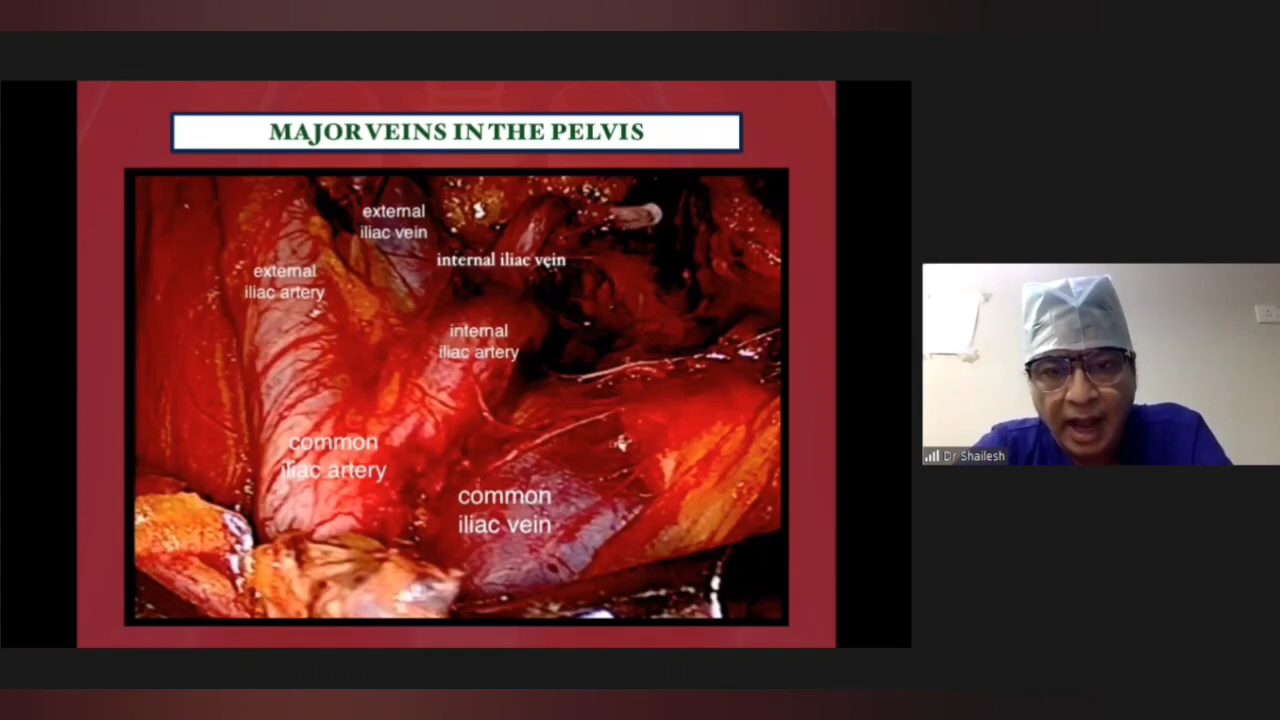 MAJOR VEINS IN THE PELVIS
external
iliac vein
internal iliac vein
external
iliac artery
internal
iliac artery
common
iliac artery
common
iliac vein
Dr Shailesh